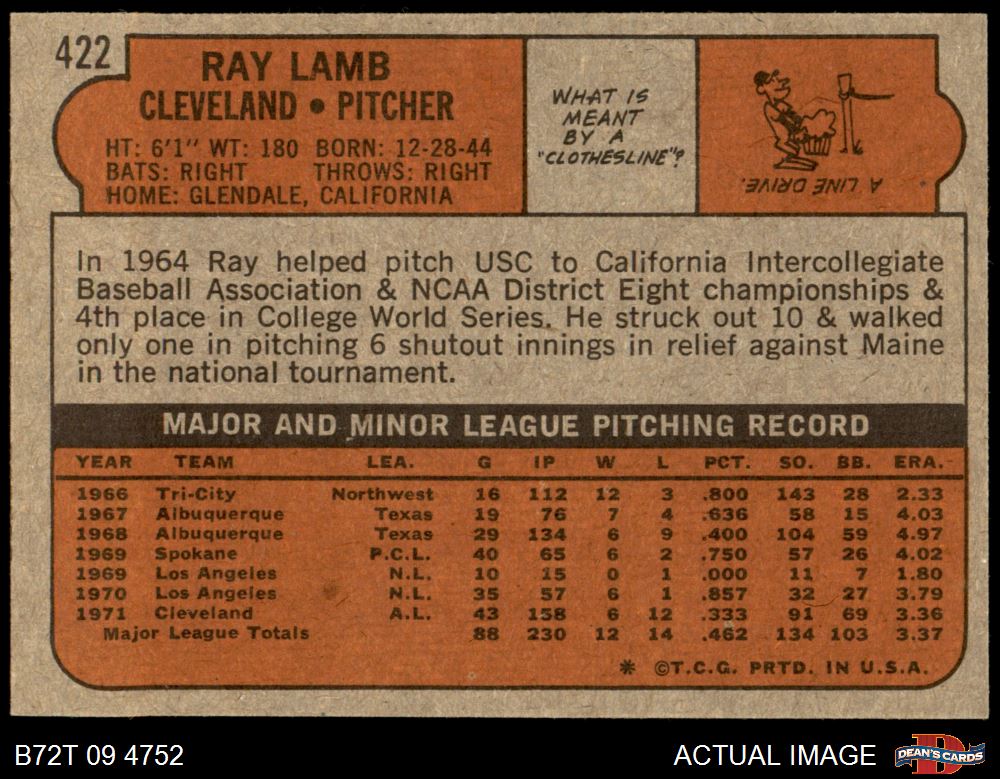 422
RAY LAMB
CLEVELAND • PITCHER
HT: 6'1" WT: 180 BORN: 12-28-44
BATS: RIGHT THROWS: RIGHT
HOME: GLENDALE, CALIFORNIA
WHAT IS
MEANT
BY A
"CLOTHESLINE"?
A LINE DRIVE.
In 1964 Ray helped pitch USC to California Intercollegiate
Baseball Association & NCAA District Eight championships &
4th place in College World Series. He struck out 10 & walked
only one in pitching 6 shutout innings in relief against Maine
in the national tournament.
MAJOR AND MINOR LEAGUE PITCHING RECORD
YEAR TEAM LEA. G IP W L PCT. SO. BB. ERA.
1966 Tri-City Northwest 16 112 12 3 .800 143 28 2.33
1967 Albuquerque Texas 19 76 7 4 .636 58 15 4.03
1968 Albuquerque Texas 29 134 6 9 .400 104 59 4.97
1969 Spokane P.C.L. 40 65 6 2 .750 57 26 4.02
1969 Los Angeles N.L. 10 15 0 1 .000 11 7 1.80
1970 Los Angeles N.L. 35 57 6 1 .857 32 27 3.79
1971 Cleveland A.L. 43 158 6 12 .333 91 69 3.36
Major League Totals 88 230 12 14 .462 134 103 3.37
* ©T.C.G. PRTD. IN U.S.A.
B72T 09 4752
ACTUAL IMAGE
DEAN'S CARDS